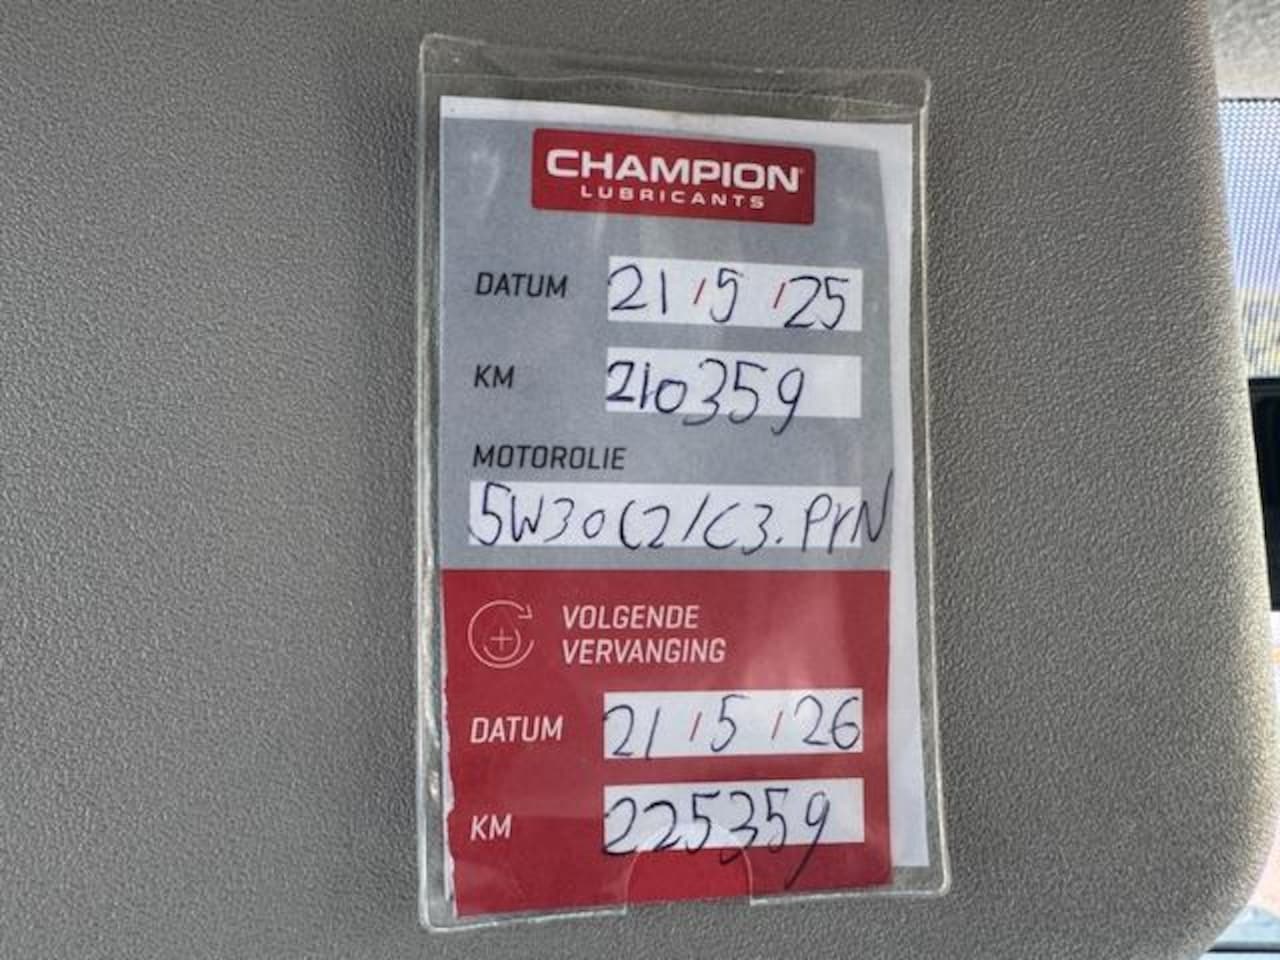 CHAMPION
LUBRICANTS
DATUM 21/5/25
KM 210359
MOTOROLIE
5W30 C2/C3. PrN
VOLGENDE
VERVANGING
DATUM 21/5/26
KM 225359